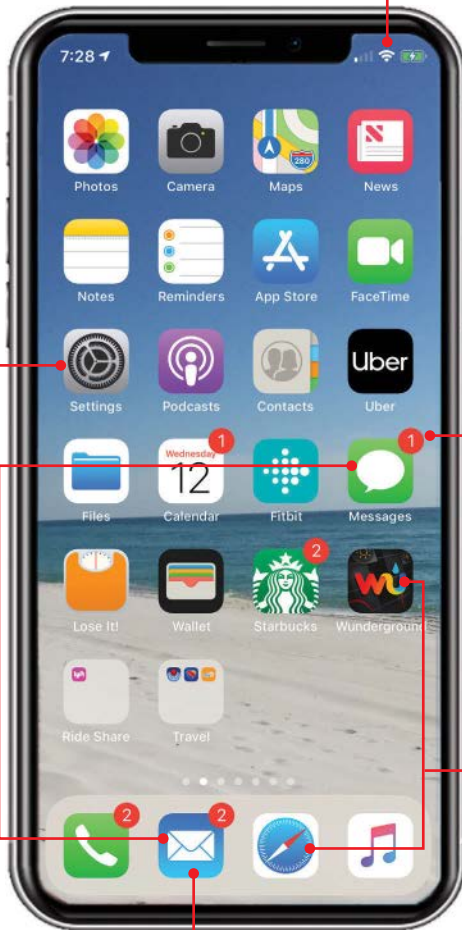 7:28
280
Photos Camera Maps News
Notes Reminders App Store FaceTime
Uber
Settings Podcasts Contacts Uber
1 1
Wednesday
12
Files Calendar Fitbit Messages
2
Lose It! Wallet Starbucks Wunderground
Ride Share Travel
2 2